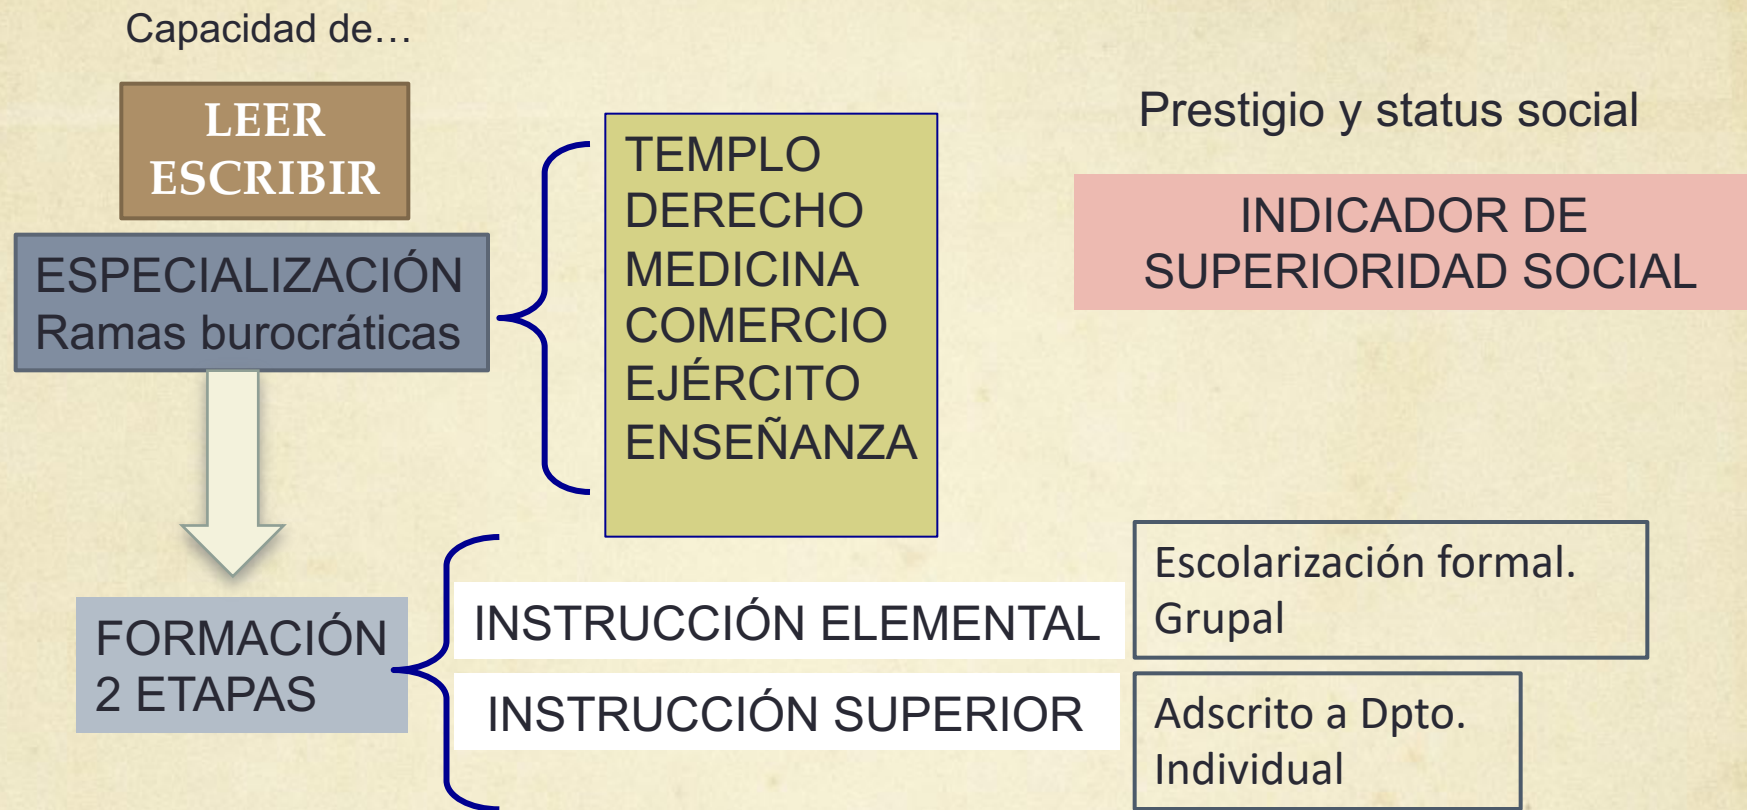 Capacidad de…
LEER
ESCRIBIR
ESPECIALIZACIÓN
Ramas burocráticas
TEMPLO
DERECHO
MEDICINA
COMERCIO
EJÉRCITO
ENSEÑANZA
Prestigio y status social
INDICADOR DE
SUPERIORIDAD SOCIAL
FORMACIÓN
2 ETAPAS
INSTRUCCIÓN ELEMENTAL
Escolarización formal.
Grupal
INSTRUCCIÓN SUPERIOR
Adscrito a Dpto.
Individual